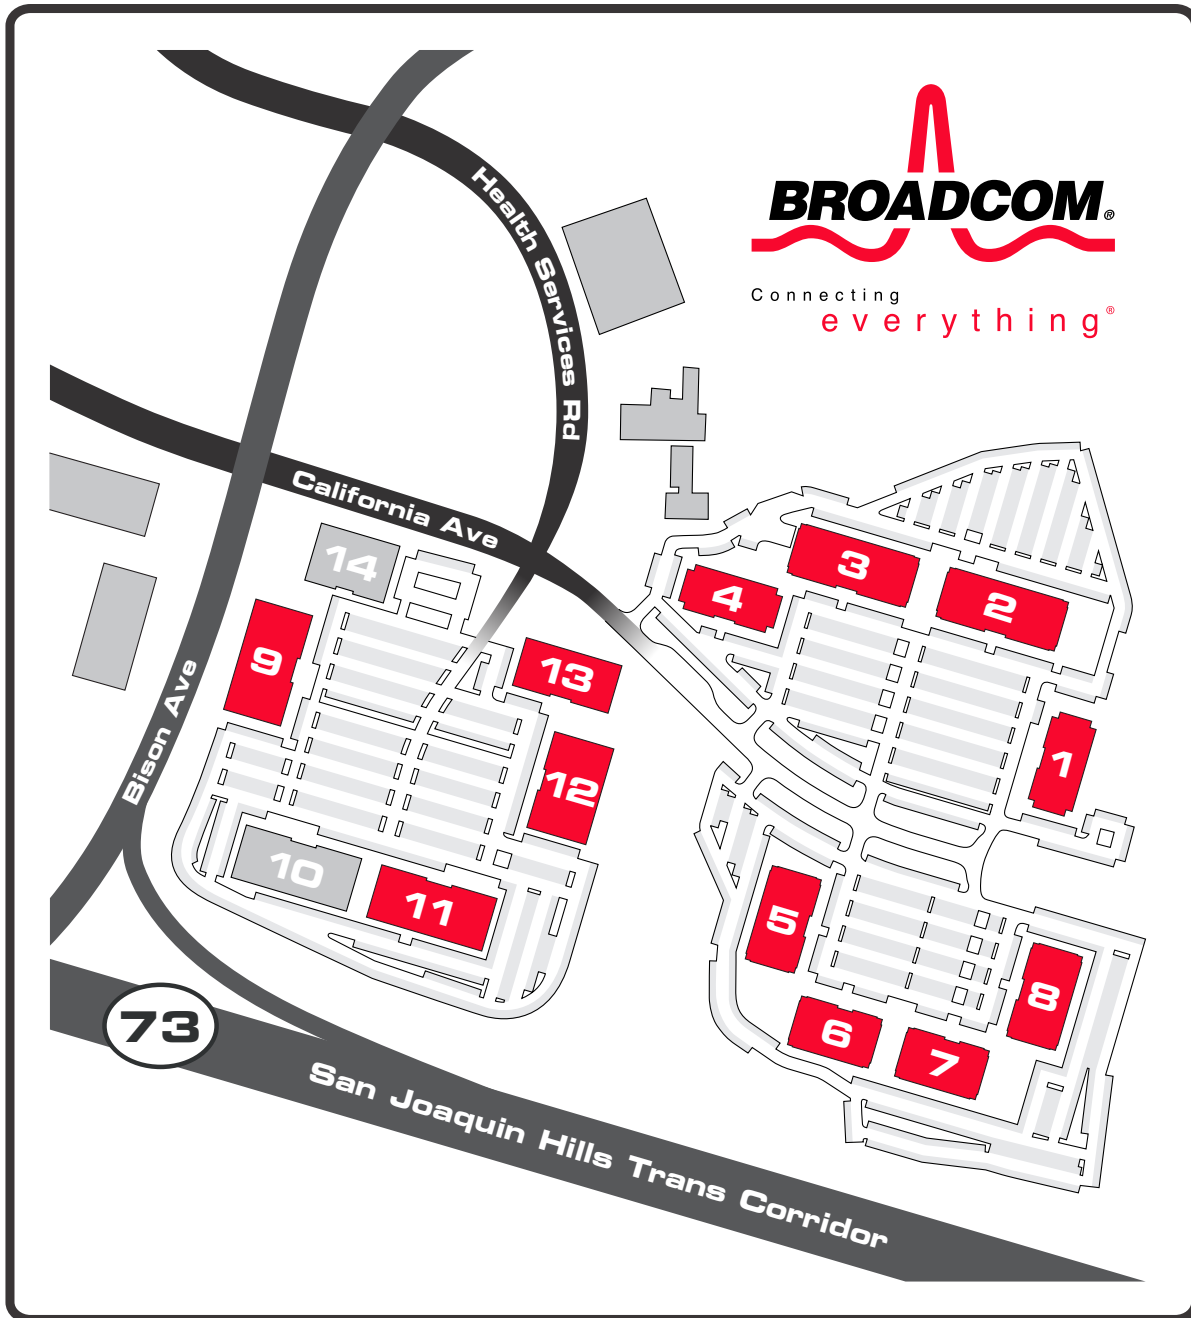 BROADCOM®
Connecting
everything®
Health Services Rd
California Ave
Bison Ave
14
3
4
2
9
13
1
12
10
11
5
8
6
7
73
San Joaquin Hills Trans Corridor